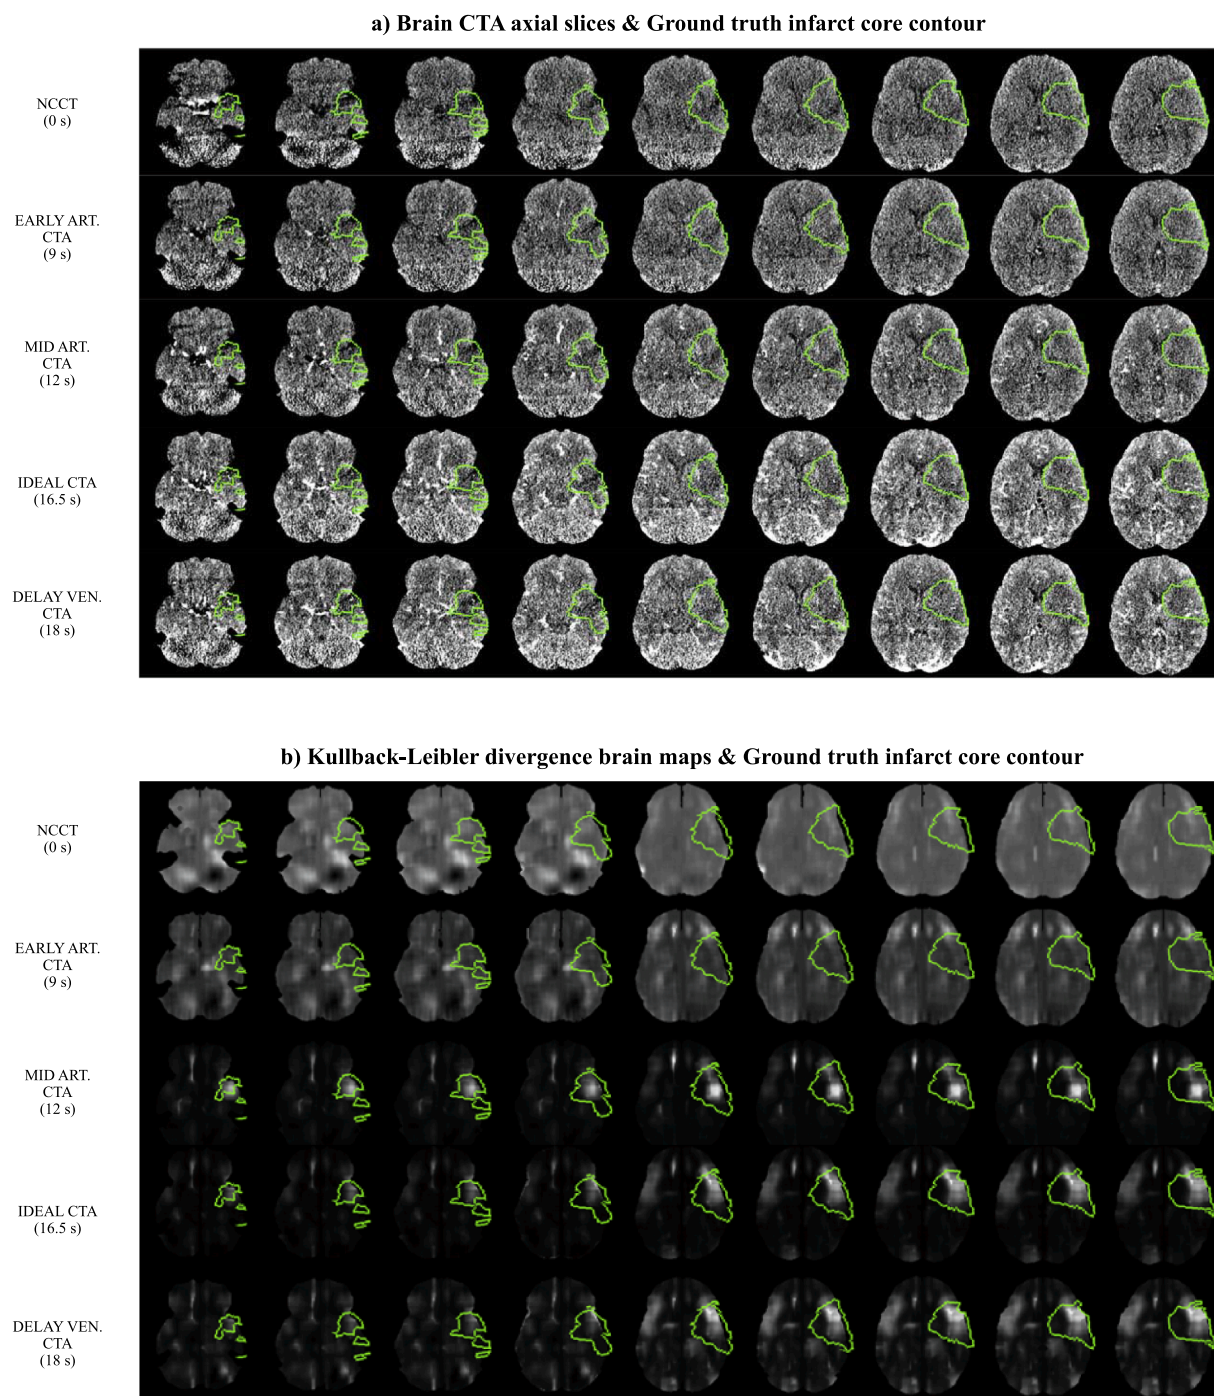 a) Brain CTA axial slices & Ground truth infarct core contour
NCCT
(0 s)
EARLY ART.
CTA
(9 s)
MID ART.
CTA
(12 s)
IDEAL CTA
(16.5 s)
DELAY VEN.
CTA
(18 s)
b) Kullback-Leibler divergence brain maps & Ground truth infarct core contour
NCCT
(0 s)
EARLY ART.
CTA
(9 s)
MID ART.
CTA
(12 s)
IDEAL CTA
(16.5 s)
DELAY VEN.
CTA
(18 s)